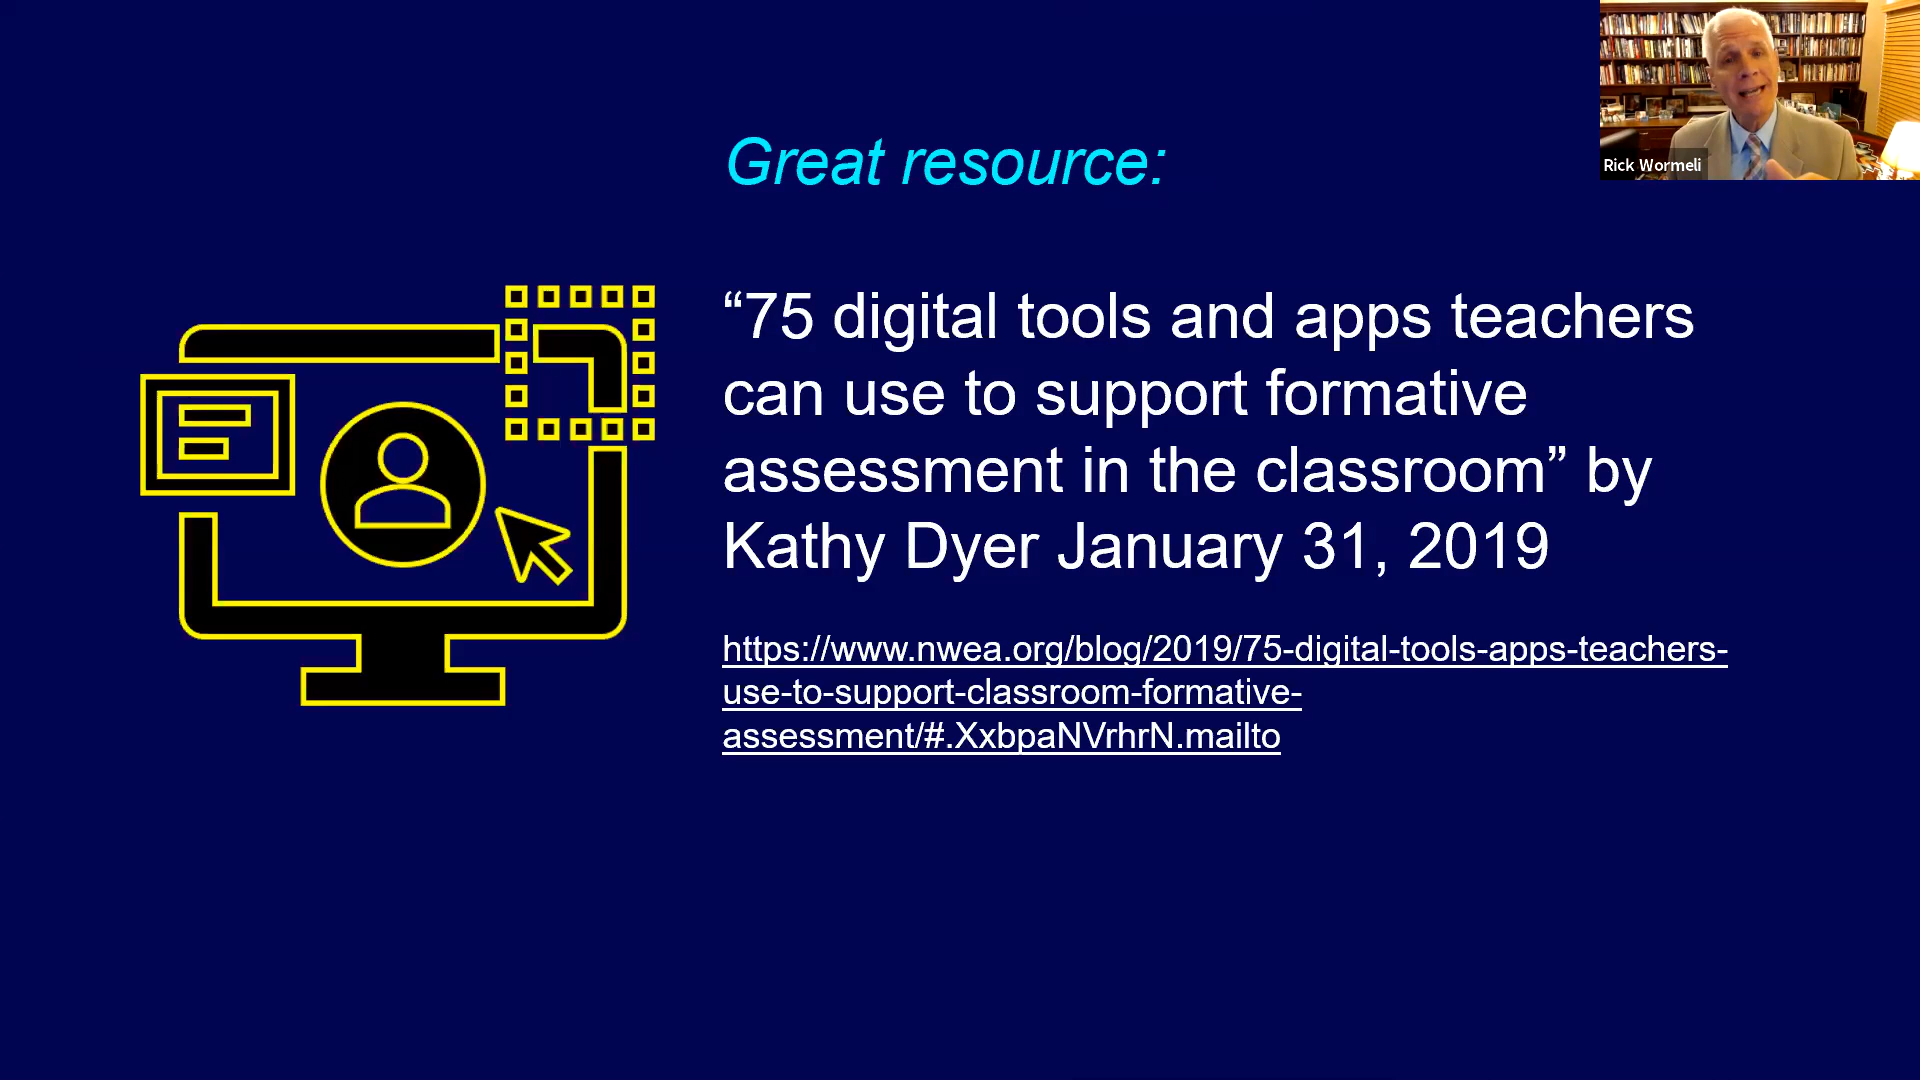 Rick Wormeli
Great resource:
“75 digital tools and apps teachers
can use to support formative
assessment in the classroom” by
Kathy Dyer January 31, 2019
https://www.nwea.org/blog/2019/75-digital-tools-apps-teachers-
use-to-support-classroom-formative-
assessment/#.XxbpaNVrhrN.mailto